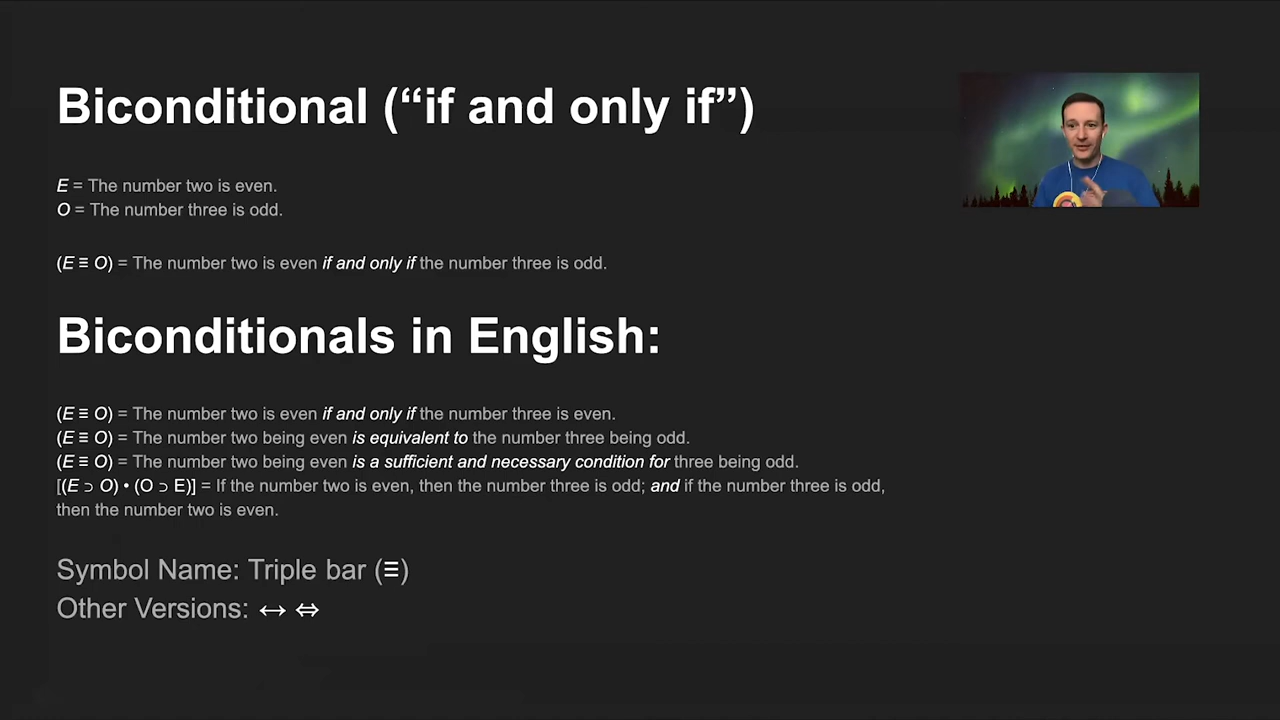 Biconditional (“if and only if”)
E = The number two is even.
O = The number three is odd.
(E ≡ O) = The number two is even if and only if the number three is odd.
Biconditionals in English:
(E ≡ O) = The number two is even if and only if the number three is even.
(E ≡ O) = The number two being even is equivalent to the number three being odd.
(E ≡ O) = The number two being even is a sufficient and necessary condition for three being odd.
[(E ⊃ O) • (O ⊃ E)] = If the number two is even, then the number three is odd; and if the number three is odd,
then the number two is even.
Symbol Name: Triple bar (≡)
Other Versions: ↔ ⇔